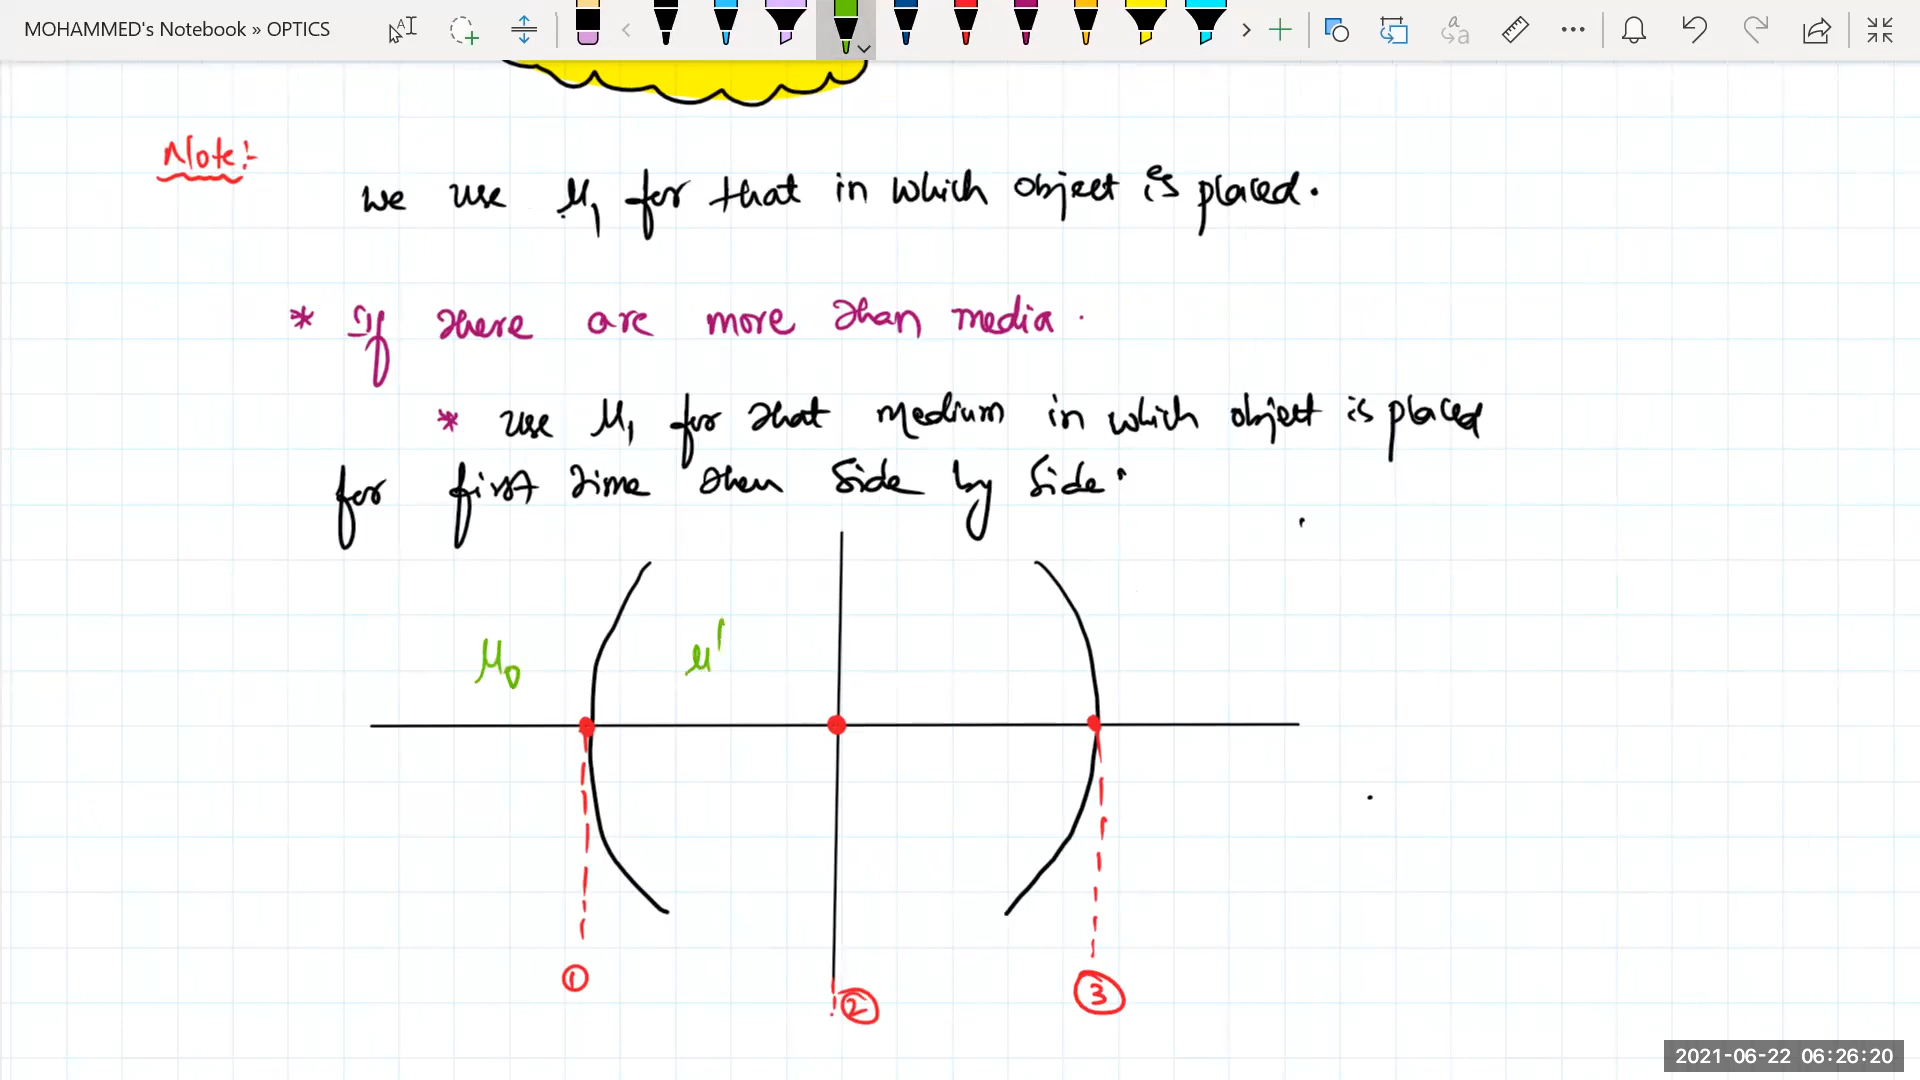 MOHAMMED's Notebook » OPTICS
Note:-
we use μ1 for that in which object is placed.
* If there are more than media.
* use μ1 for that medium in which object is placed
for first time then side by side.
μ0 μ'
1
2
3
2021-06-22 06:26:20